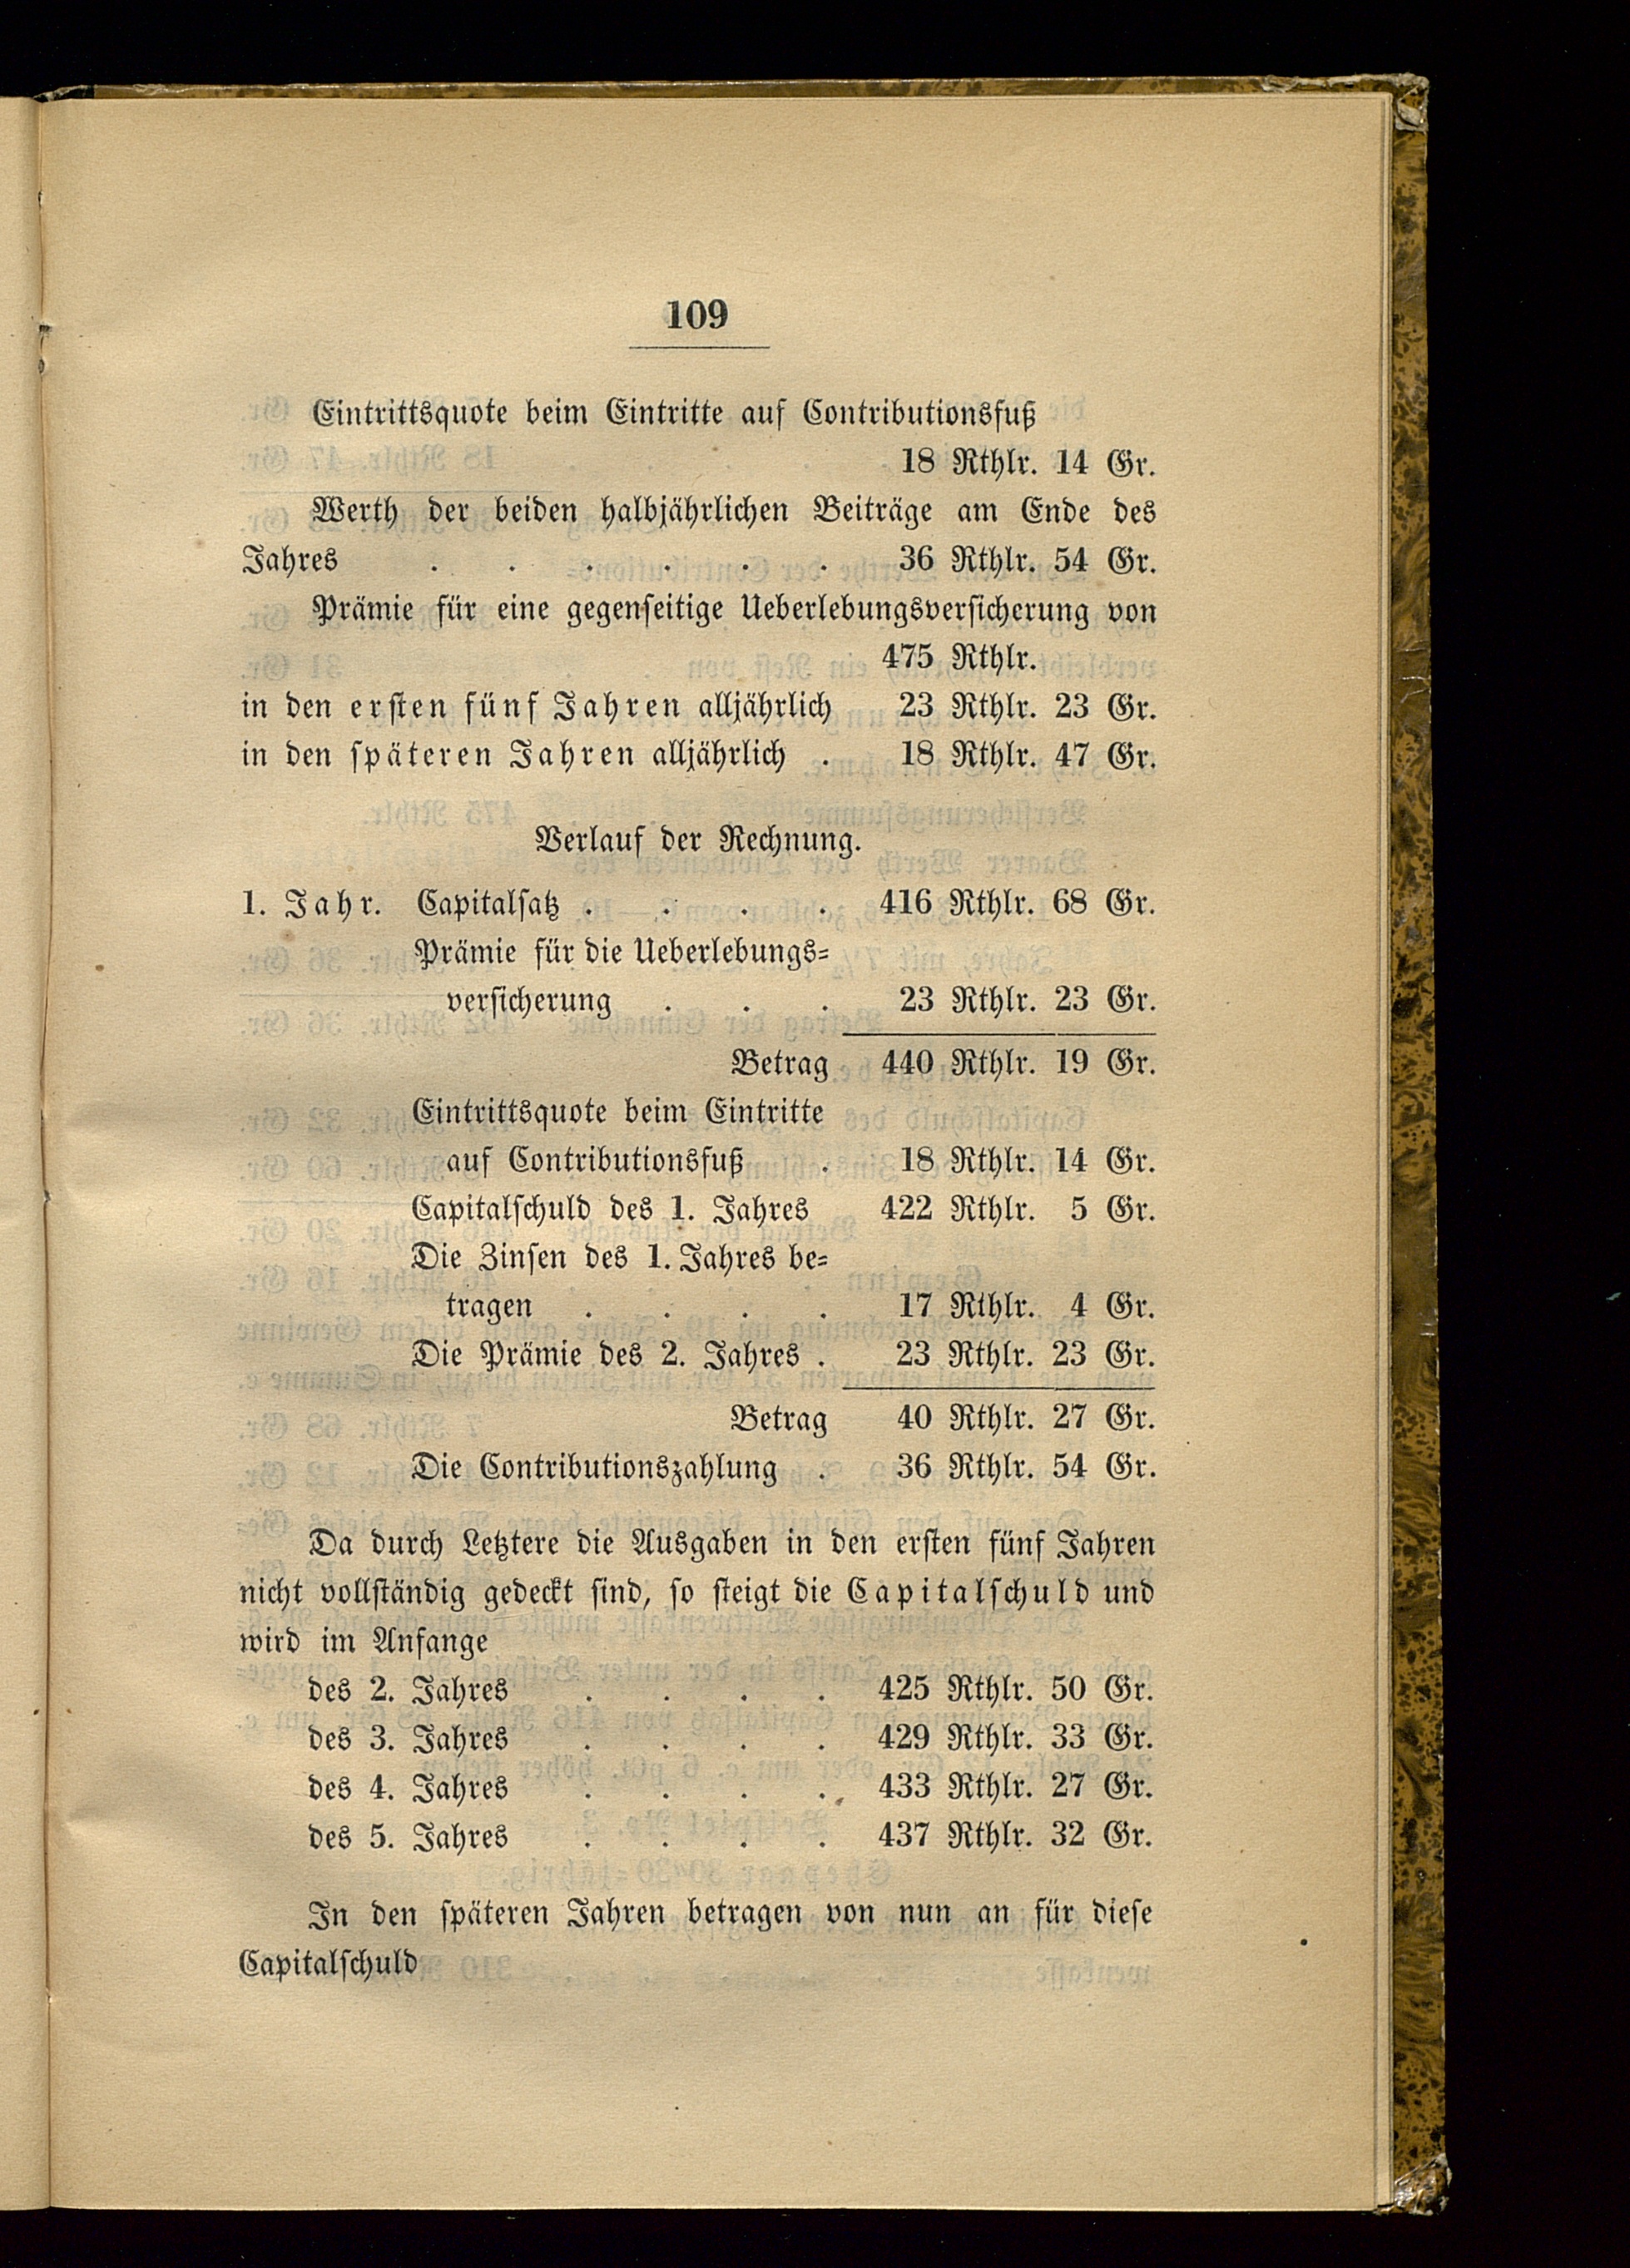 109
Eintrittsquote beim Eintritte auf Contributionsfuß
18 Rthlr. 14 Gr.
Werth der beiden halbjährlichen Beiträge am Ende des
Jahres . . . . . . 36 Rthlr. 54 Gr.
Prämie für eine gegenseitige Ueberlebungsversicherung von
475 Rthlr.
in den ersten fünf Jahren alljährlich 23 Rthlr. 23 Gr.
in den späteren Jahren alljährlich . 18 Rthlr. 47 Gr.
Verlauf der Rechnung.
1. Jahr. Capitalsatz . . . . 416 Rthlr. 68 Gr.
Prämie für die Ueberlebungs=
versicherung . . . 23 Rthlr. 23 Gr.
Betrag 440 Rthlr. 19 Gr.
Eintrittsquote beim Eintritte
auf Contributionsfuß . 18 Rthlr. 14 Gr.
Capitalschuld des 1. Jahres 422 Rthlr. 5 Gr.
Die Zinsen des 1. Jahres be=
tragen . . . . 17 Rthlr. 4 Gr.
Die Prämie des 2. Jahres . 23 Rthlr. 23 Gr.
Betrag 40 Rthlr. 27 Gr.
Die Contributionszahlung . 36 Rthlr. 54 Gr.
Da durch Letztere die Ausgaben in den ersten fünf Jahren
nicht vollständig gedeckt sind, so steigt die Capitalschuld und
wird im Anfange
des 2. Jahres . . . . 425 Rthlr. 50 Gr.
des 3. Jahres . . . . 429 Rthlr. 33 Gr.
des 4. Jahres . . . . 433 Rthlr. 27 Gr.
des 5. Jahres . . . . 437 Rthlr. 32 Gr.
In den späteren Jahren betragen von nun an für diese
Capitalschuld